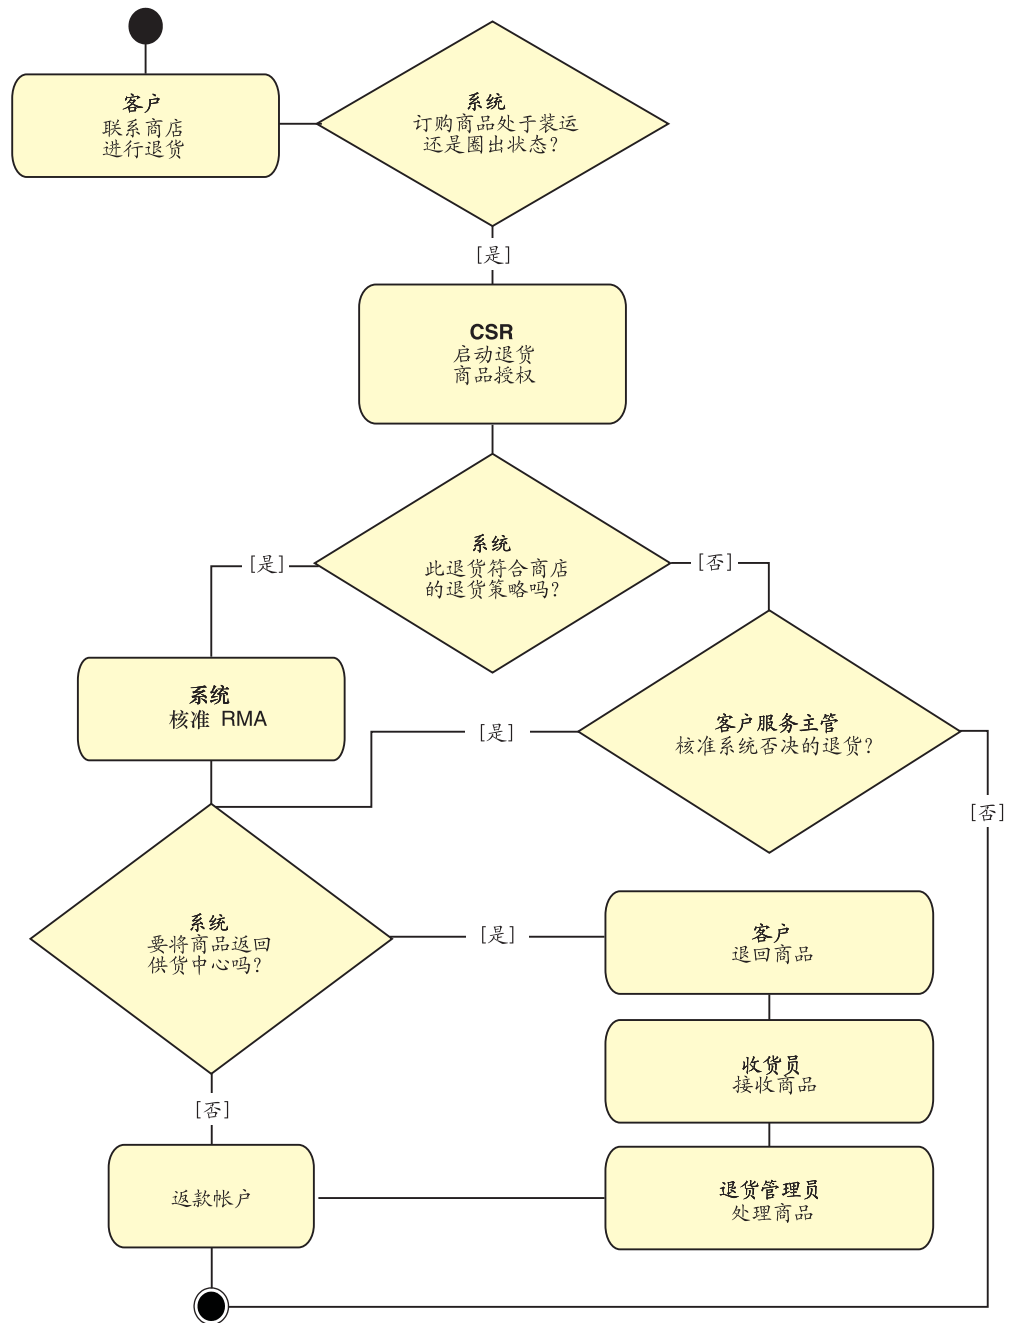 客户
联系商店
进行退货
系统
订购商品处于装运
还是圈出状态?
[是]
CSR
启动退货
商品授权
系统
此退货符合商店
的退货策略吗?
[是]
[否]
系统
核准 RMA
客户服务主管
核准系统否决的退货?
[是]
[否]
系统
要将商品返回
供货中心吗?
[是]
客户
退回商品
收货员
接收商品
[否]
返款帐户
退货管理员
处理商品